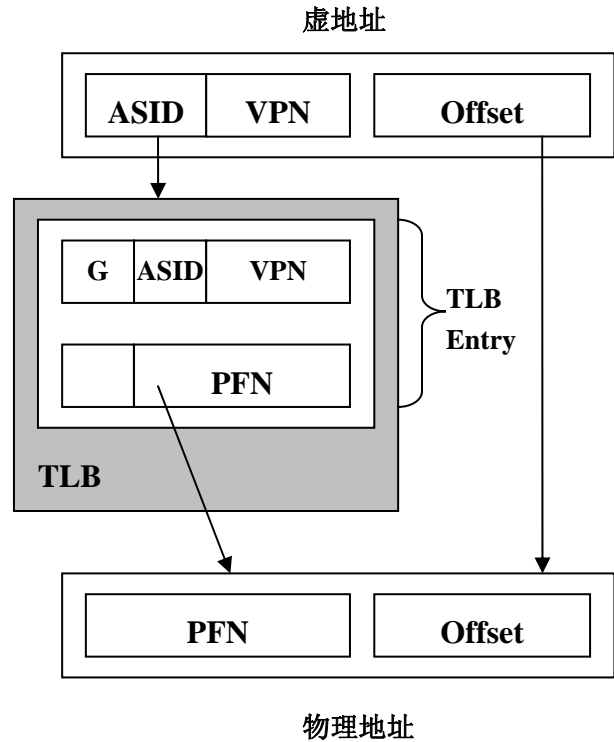 虚地址
ASID VPN Offset
G ASID VPN
TLB
Entry
PFN
TLB
PFN Offset
物理地址